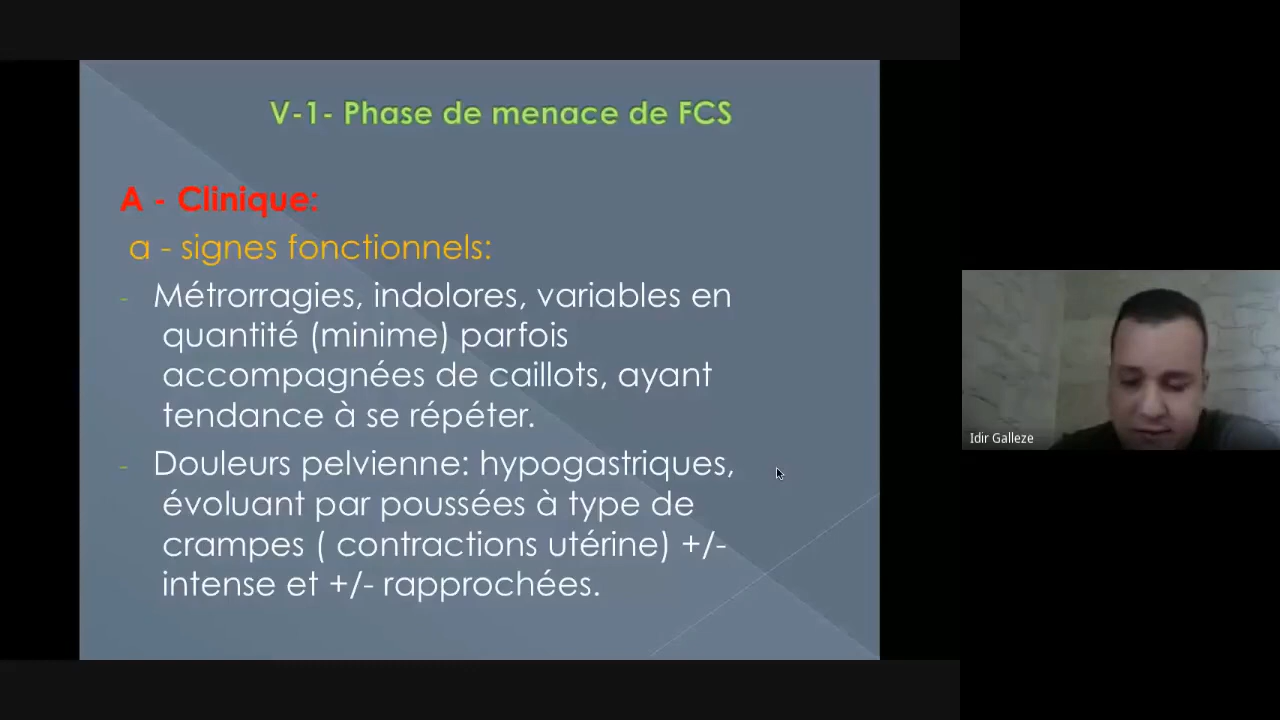 V-1- Phase de menace de FCS
A - Clinique:
a - signes fonctionnels:
- Métrorragies, indolores, variables en
quantité (minime) parfois
accompagnées de caillots, ayant
tendance à se répéter.
- Douleurs pelvienne: hypogastriques,
évoluant par poussées à type de
crampes ( contractions utérine) +/-
intense et +/- rapprochées.
Idir Galleze